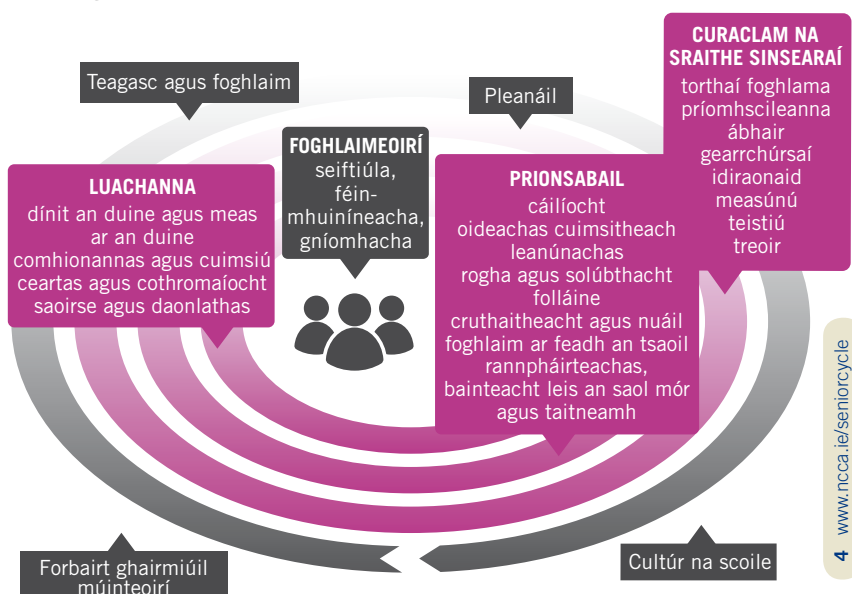 Teagasc agus foghlaim
Pleanáil
CURACLAM NA
SRAITHE SINSEARAÍ
torthaí foghlama
príomhscileanna
ábhair
gearrchúrsaí
idiraonaid
measúnú
teistiú
treoir
FOGHLAIMEOIRÍ
seiftiúla,
féin-
mhuiníneacha,
gníomhacha
LUACHANNA
dínit an duine agus meas
ar an duine
comhionannas agus cuimsiú
ceartas agus cothromaíocht
saoirse agus daonlathas
PRIONSABAIL
cáilíocht
oideachas cuimsitheach
leanúnachas
rogha agus solúbthacht
folláine
cruthaitheacht agus nuáil
foghlaim ar feadh an tsaoil
rannpháirteachas,
bainteacht leis an saol mór
agus taitneamh
Forbairt ghairmiúil
múinteoirí
Cultúr na scoile
4 www.ncca.ie/seniorcycle